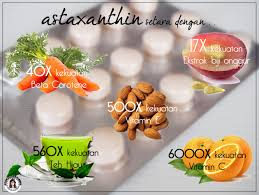 astaxanthin setara dengan...
40X kekuatan
Beta Carotene
17X kekuatan
Ekstrak biji anggur
500X kekuatan
Vitamin E
560X kekuatan
Teh Hijau
6000X kekuatan
Vitamin C